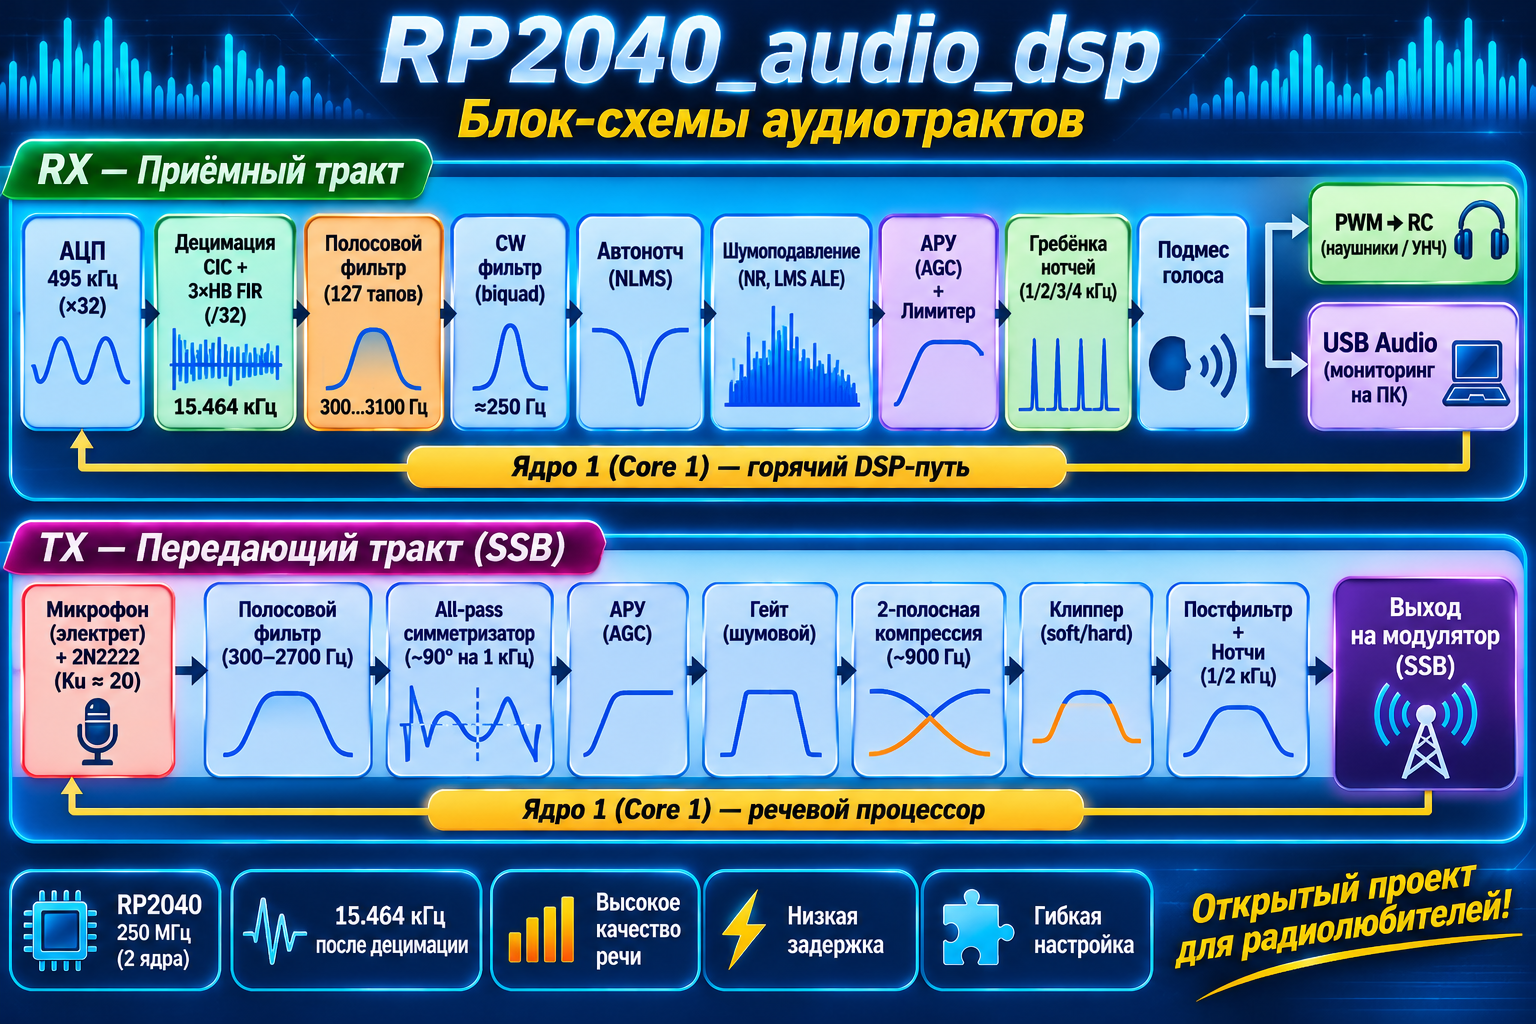 RP2040_audio_dsp
Блок-схемы аудиотрактов
RX — Приёмный тракт
АЦП
495 кГц
(×32)
Децимация
CIC +
3×HB FIR
(/32)
15.464 кГц
Полосовой
фильтр
(127 тапов)
300...3100 Гц
CW
фильтр
(biquad)
≈250 Гц
Автонотч
(NLMS)
Шумоподавление
(NR, LMS ALE)
АРУ
(AGC)
+
Лимитер
Гребёнка
нотчей
(1/2/3/4 кГц)
Подмес
голоса
PWM → RC
(наушники / УНЧ)
USB Audio
(мониторинг
на ПК)
Ядро 1 (Core 1) — горячий DSP-путь
TX — Передающий тракт (SSB)
Микрофон
(электрет)
+ 2N2222
(Ku ≈ 20)
Полосовой
фильтр
(300–2700 Гц)
All-pass
симметризатор
(~90° на 1 кГц)
АРУ
(AGC)
Гейт
(шумовой)
2-полосная
компрессия
(~900 Гц)
Клиппер
(soft/hard)
Постфильтр
+
Нотчи
(1/2 кГц)
Выход
на модулятор
(SSB)
Ядро 1 (Core 1) — речевой процессор
RP2040
250 МГц
(2 ядра)
15.464 кГц
после децимации
Высокое
качество
речи
Низкая
задержка
Гибкая
настройка
Открытый проект
для радиолюбителей!